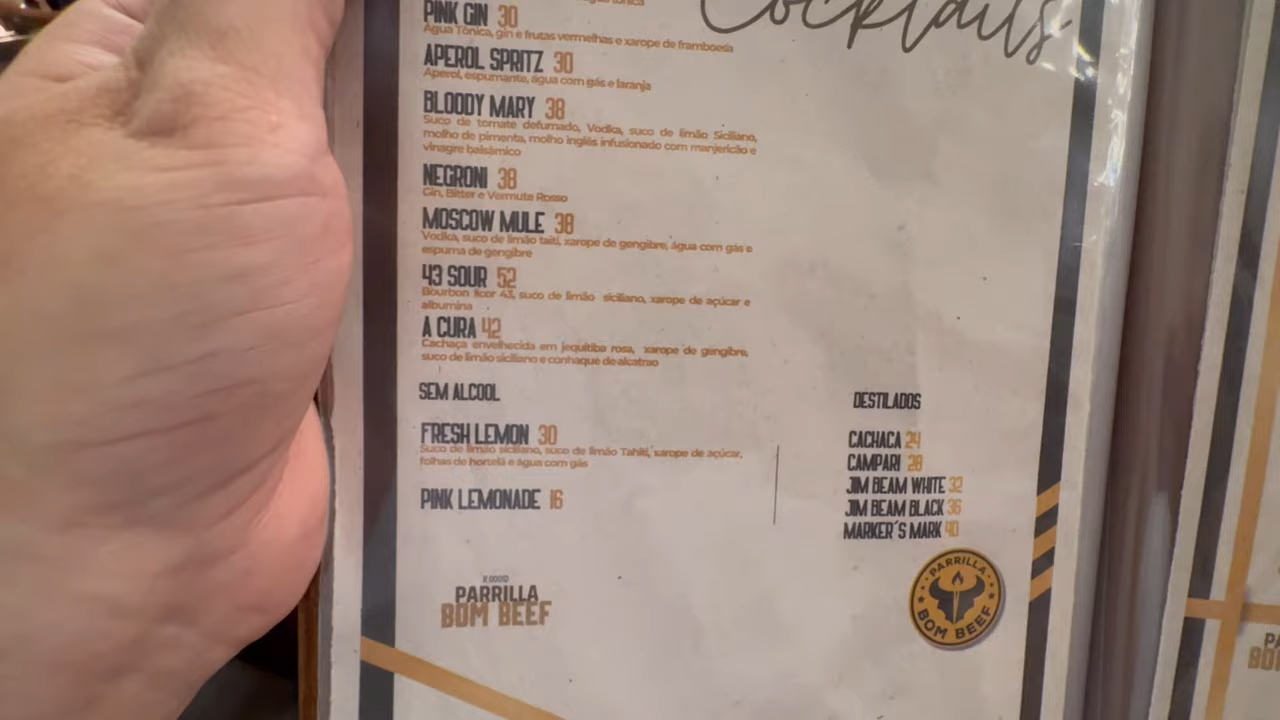 Cocktails
PINK GIN 30
Água Tônica, gin e frutas vermelhas e xarope de framboesa
APEROL SPRITZ 30
Aperol, espumante, água com gás e laranja
BLOODY MARY 38
Suco de tomate defumado, Vodka, suco de limão Siciliano,
molho de pimenta, molho inglês infusionado com manjericão e
vinagre balsâmico
NEGRONI 38
Gin, Bitter e Vermute Rosso
MOSCOW MULE 38
Vodka, suco de limão taiti, xarope de gengibre, água com gás e
espuma de gengibre
43 SOUR 52
Bourbon licor 43, suco de limão siciliano, xarope de açúcar e
albumina
A CURA 42
Cachaça envelhecida em jequitiba rosa, xarope de gengibre,
suco de limão siciliano e conhaque de alcatrao
SEM ALCOOL
FRESH LEMON 30
Suco de limão siciliano, suco de limão Tahiti, xarope de açúcar,
folhas de hortelã e água com gás
PINK LEMONADE 16
DESTILADOS
CACHACA 24
CAMPARI 28
JIM BEAM WHITE 32
JIM BEAM BLACK 36
MARKER´S MARK 40
PARRILLA
BOM BEEF
PARRILLA
BOM BEEF